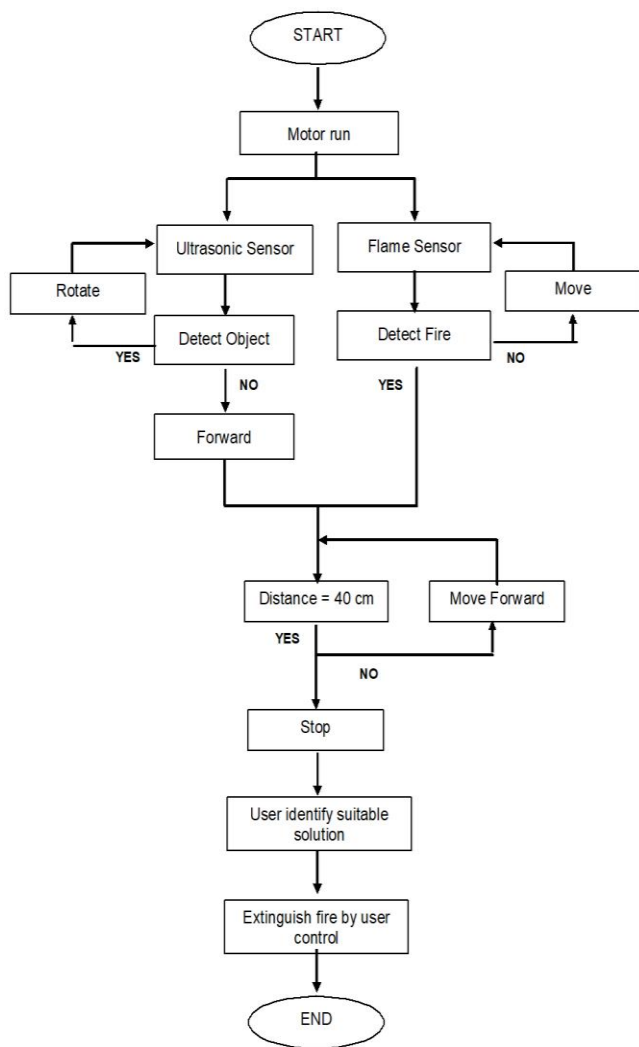 START
Motor run
Ultrasonic Sensor
Flame Sensor
Rotate
Move
Detect Object
Detect Fire
YES
NO
YES
NO
Forward
Distance = 40 cm
Move Forward
YES
NO
Stop
User identify suitable
solution
Extinguish fire by user
control
END